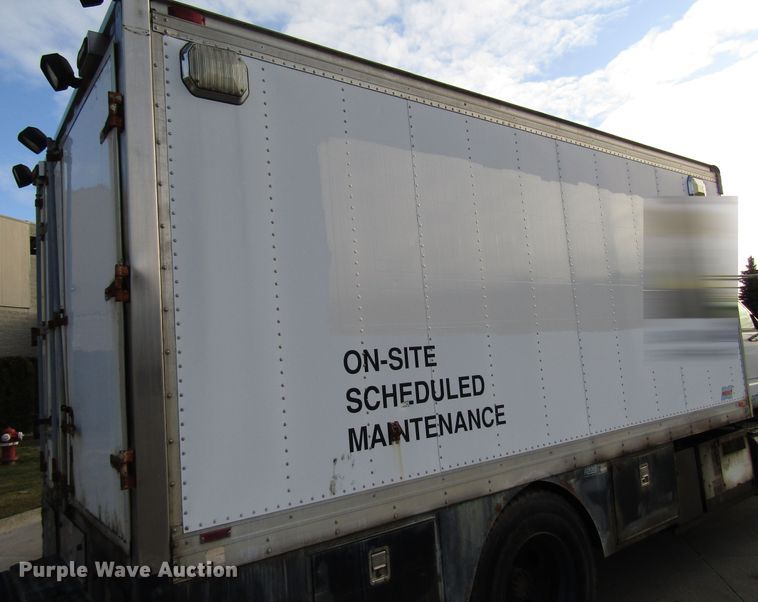 ON-SITE
SCHEDULED
MAINTENANCE
Purple Wave Auction